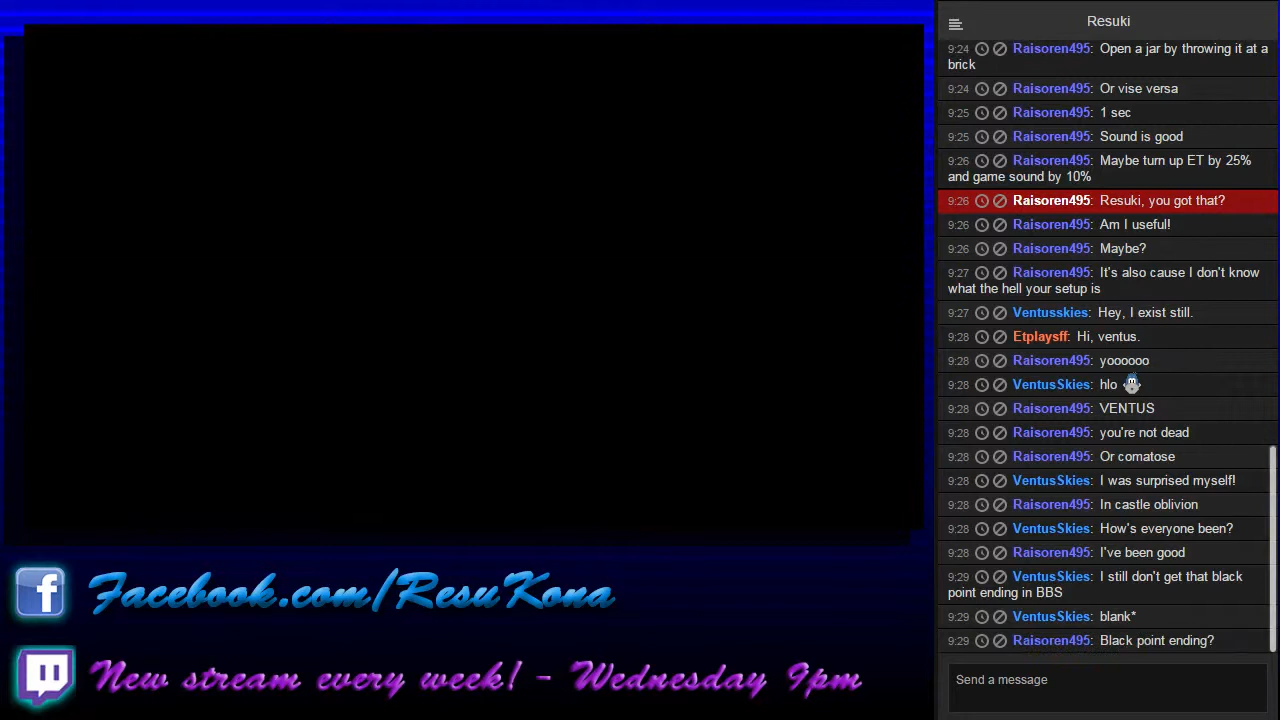 Resuki
9:24 Raisoren495: Open a jar by throwing it at a
brick
9:24 Raisoren495: Or vise versa
9:25 Raisoren495: 1 sec
9:25 Raisoren495: Sound is good
9:26 Raisoren495: Maybe turn up ET by 25%
and game sound by 10%
9:26 Raisoren495: Resuki, you got that?
9:26 Raisoren495: Am I useful!
9:26 Raisoren495: Maybe?
9:27 Raisoren495: It's also cause I don't know
what the hell your setup is
9:27 Ventusskies: Hey, I exist still.
9:28 Etplaysff: Hi, ventus.
9:28 Raisoren495: yoooooo
9:28 VentusSkies: hlo
9:28 Raisoren495: VENTUS
9:28 Raisoren495: you're not dead
9:28 Raisoren495: Or comatose
9:28 VentusSkies: I was surprised myself!
9:28 Raisoren495: In castle oblivion
9:28 VentusSkies: How's everyone been?
9:28 Raisoren495: I've been good
9:29 VentusSkies: I still don't get that black
point ending in BBS
9:29 VentusSkies: blank*
9:29 Raisoren495: Black point ending?
Send a message
f Facebook.com/ResuKona
New stream every week! - Wednesday 9pm